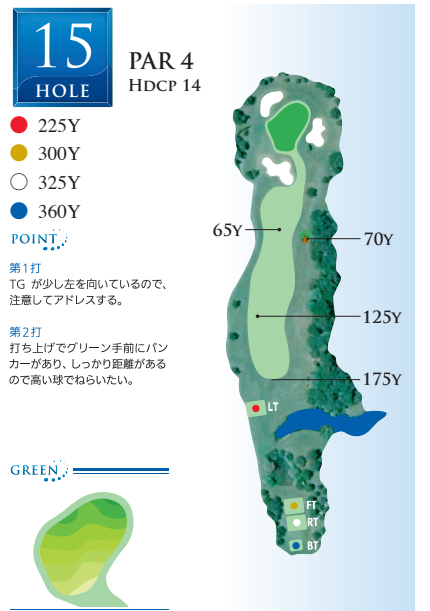 15
HOLE
PAR 4
HDCP 14
225Y
300Y
325Y
360Y
POINT
第1打
TG が少し左を向いているので、
注意してアドレスする。
第2打
打ち上げでグリーン手前にバン
カーがあり、しっかり距離がある
ので高い球でねらいたい。
65Y
70Y
125Y
175Y
LT
FT
RT
BT
GREEN